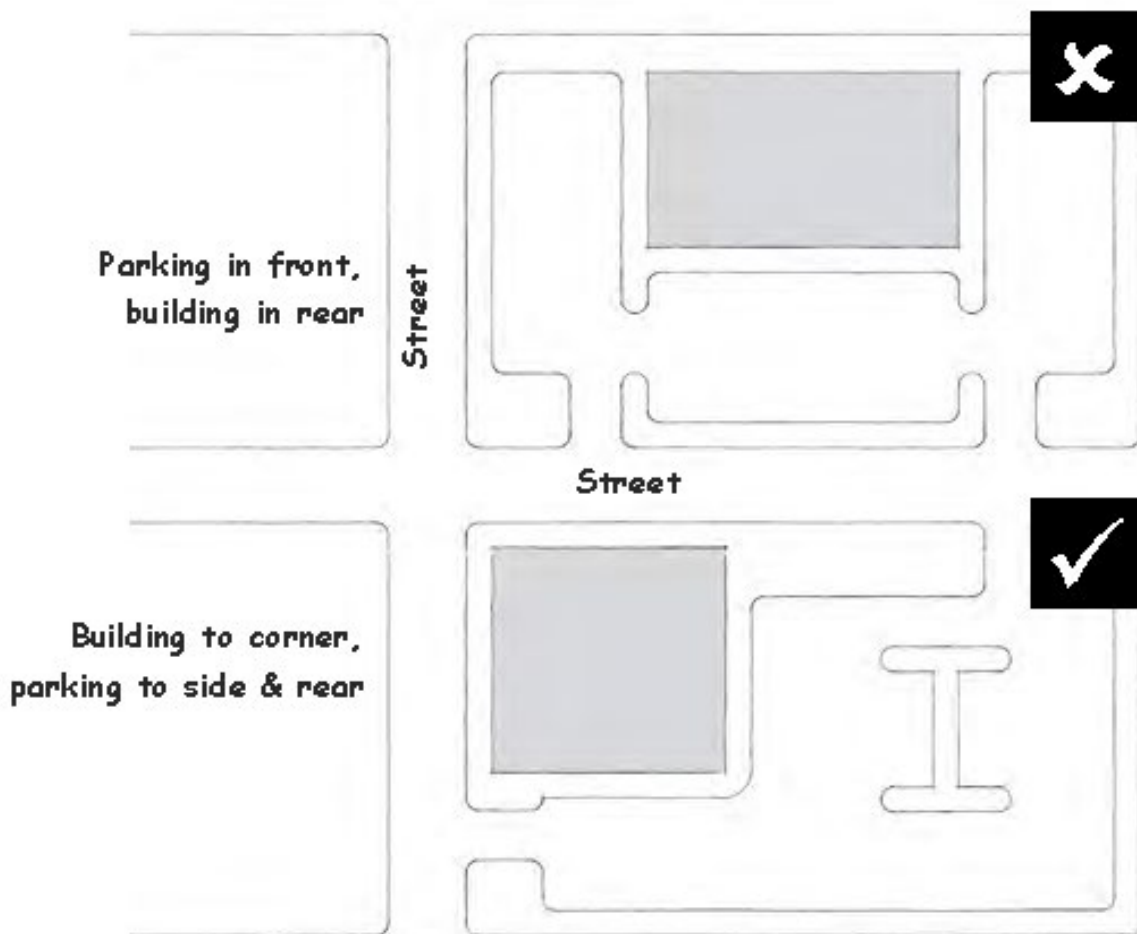 Parking in front,
building in rear
Street
Street
Building to corner,
parking to side & rear